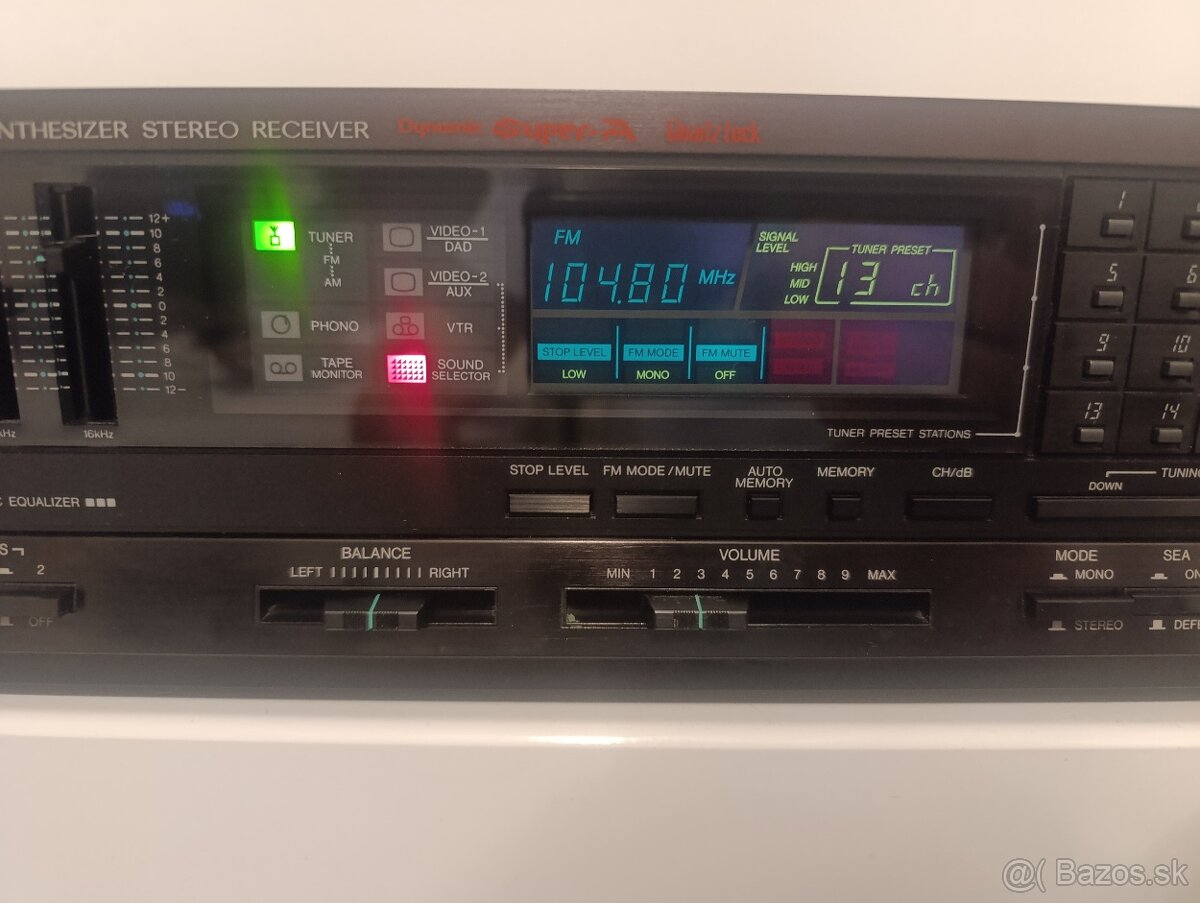 NTHESIZER STEREO RECEIVER Dynamic Super-A Quartz Lock
12+
10
8
6
4
2
0
2
4
6
8
10
12-
kHz
16kHz
TUNER
FM
AM
PHONO
TAPE
MONITOR
VIDEO-1
DAD
VIDEO-2
AUX
VTR
SOUND
SELECTOR
FM
104.80 MHz
SIGNAL
LEVEL
HIGH
MID
LOW
TUNER PRESET
13 ch
STOP LEVEL FM MODE FM MUTE
LOW MONO OFF
TUNER PRESET STATIONS
1
5 6
9 10
13 14
C EQUALIZER
STOP LEVEL FM MODE/MUTE AUTO
MEMORY MEMORY CH/dB
TUNING
DOWN
S
2
OFF
BALANCE
LEFT RIGHT
VOLUME
MIN 1 2 3 4 5 6 7 8 9 MAX
MODE
MONO
STEREO
SEA
ON
DEFE
@( Bazos.sk